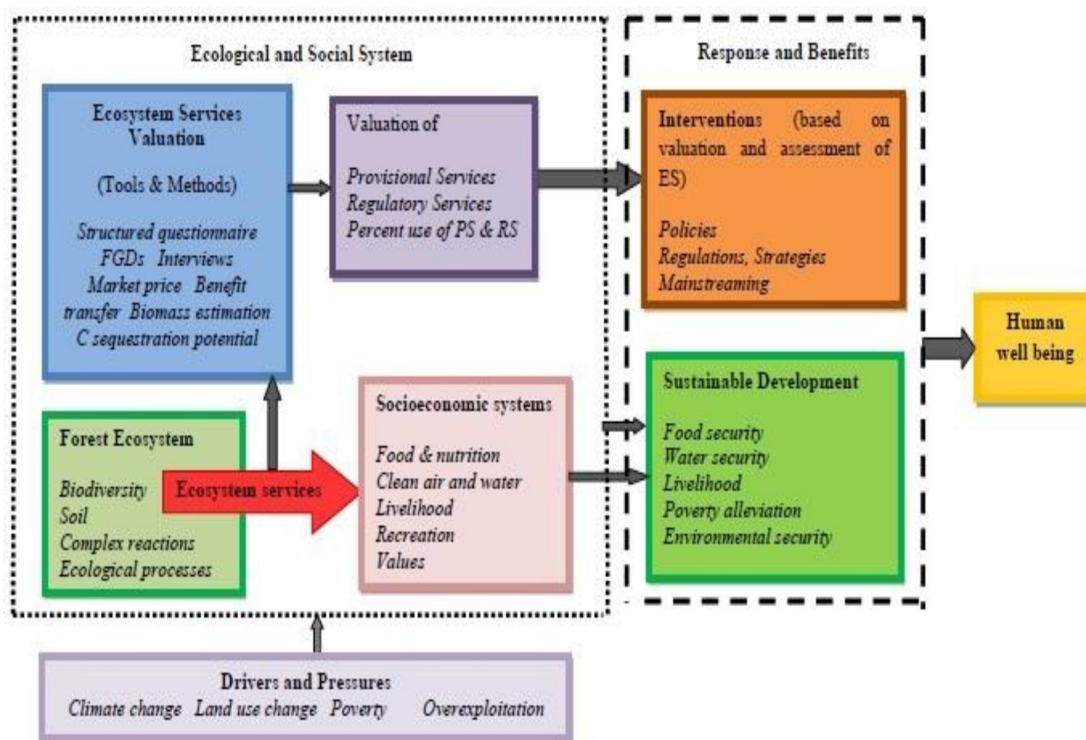 Ecological and Social System
Ecosystem Services
Valuation
(Tools & Methods)
Structured questionnaire
FGDs Interviews
Market price Benefit
transfer Biomass estimation
C sequestration potential
Valuation of
Provisional Services
Regulatory Services
Percent use of PS & RS
Forest Ecosystem
Biodiversity
Soil
Complex reactions
Ecological processes
Ecosystem services
Socioeconomic systems
Food & nutrition
Clean air and water
Livelihood
Recreation
Values
Response and Benefits
Interventions (based on
valuation and assessment of
ES)
Policies
Regulations, Strategies
Mainstreaming
Sustainable Development
Food security
Water security
Livelihood
Poverty alleviation
Environmental security
Human
well being
Drivers and Pressures
Climate change Land use change Poverty Overexploitation